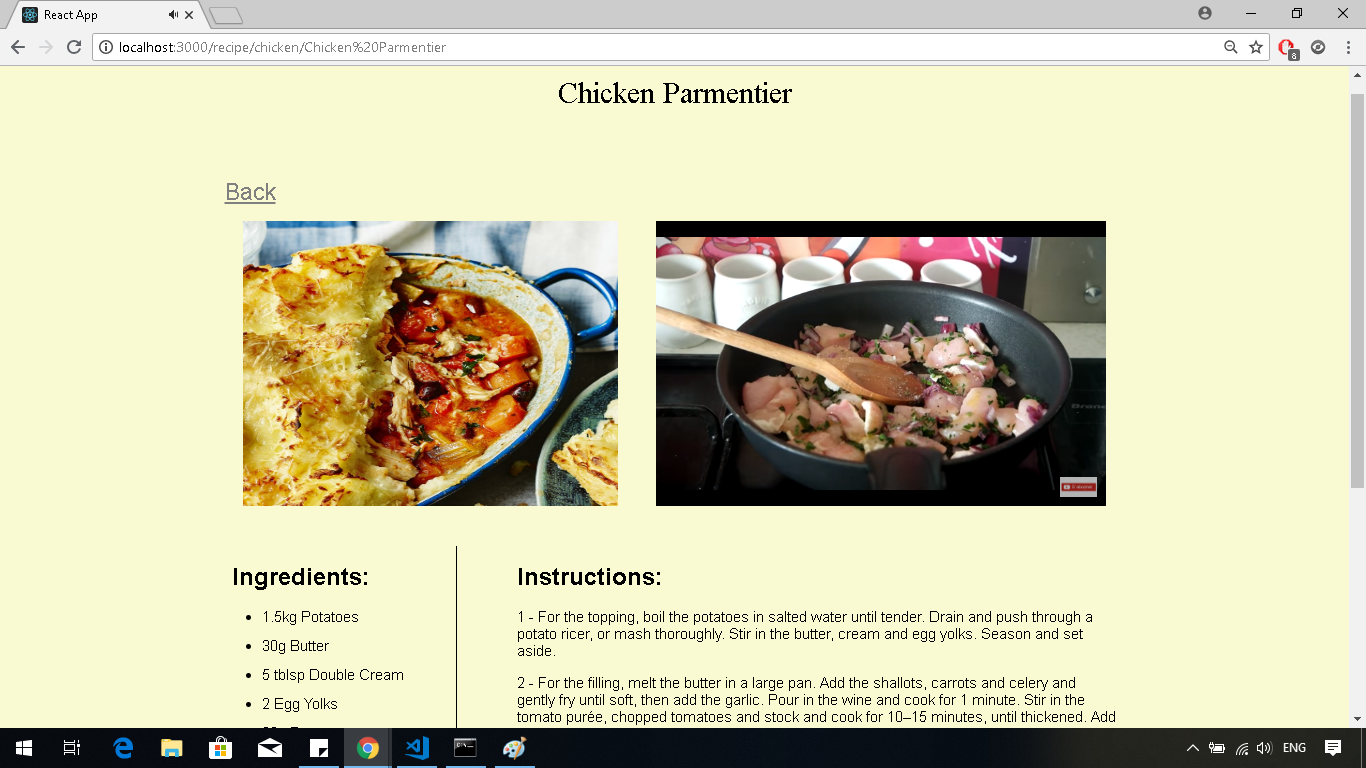 React App
localhost:3000/recipe/chicken/Chicken%20Parmentier
8
Chicken Parmentier
Back
Ingredients:
1.5kg Potatoes
30g Butter
5 tblsp Double Cream
2 Egg Yolks
Instructions:
1 - For the topping, boil the potatoes in salted water until tender. Drain and push through a
potato ricer, or mash thoroughly. Stir in the butter, cream and egg yolks. Season and set
aside.
2 - For the filling, melt the butter in a large pan. Add the shallots, carrots and celery and
gently fry until soft, then add the garlic. Pour in the wine and cook for 1 minute. Stir in the
tomato purée, chopped tomatoes and stock and cook for 10–15 minutes, until thickened. Add
ENG